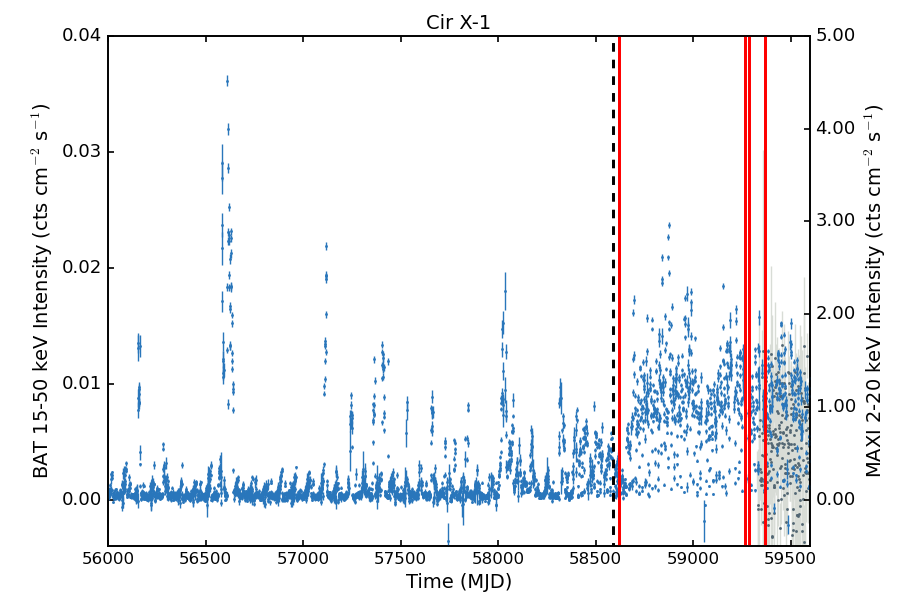 Cir X-1
0.04
0.03
0.02
0.01
0.00
BAT 15-50 keV Intensity (cts cm⁻² s⁻¹)
5.00
4.00
3.00
2.00
1.00
0.00
MAXI 2-20 keV Intensity (cts cm⁻² s⁻¹)
56000 56500 57000 57500 58000 58500 59000 59500
Time (MJD)